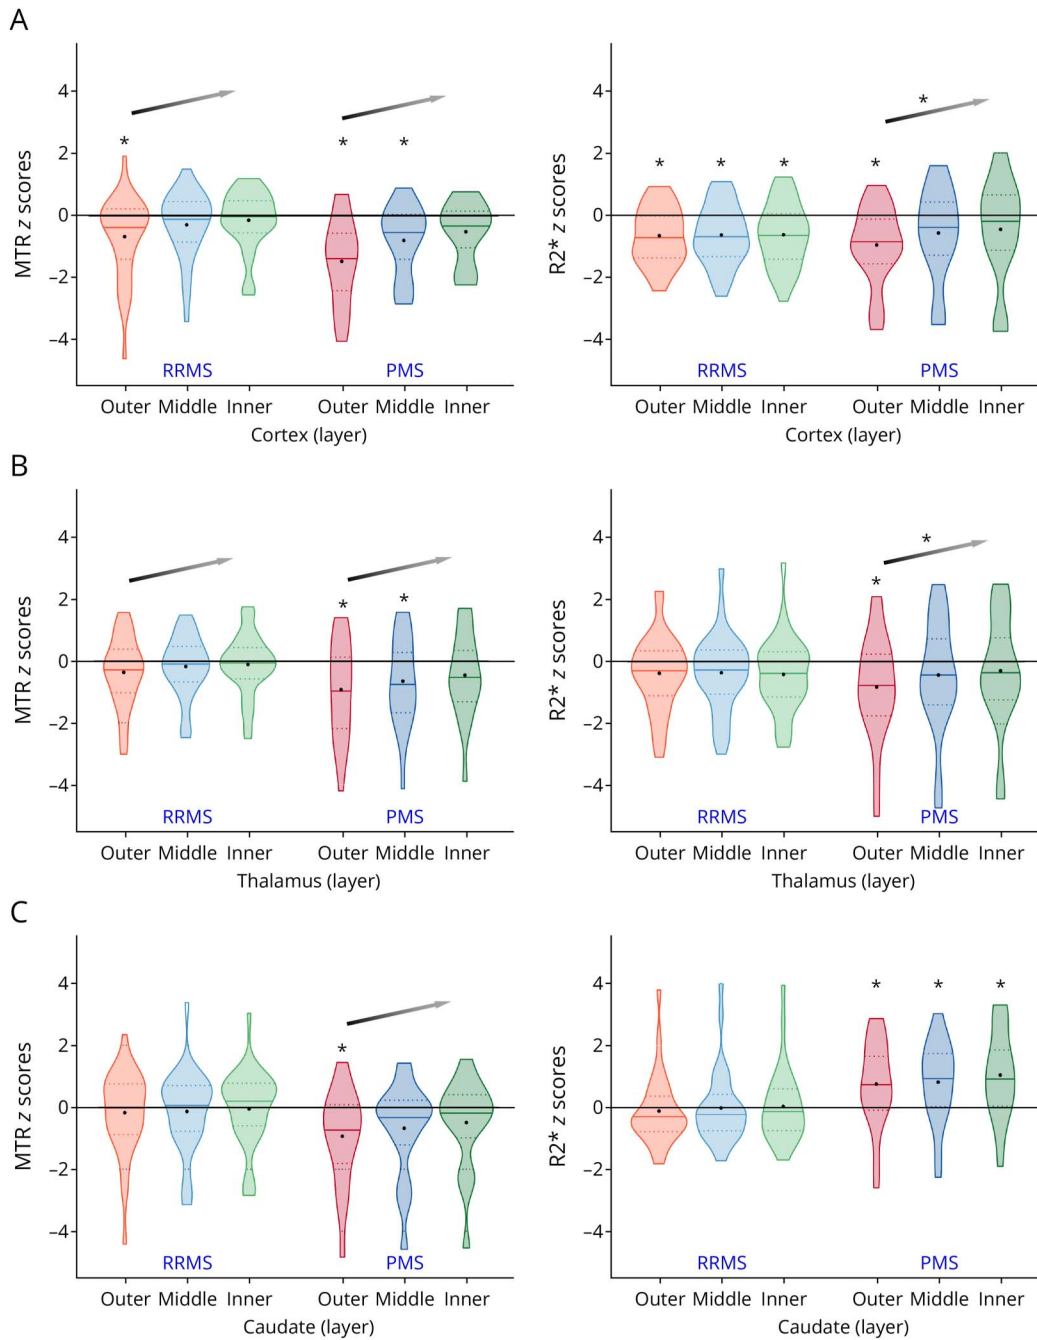 A
MTR z scores
4
2
0
−2
−4
* * *
RRMS PMS
Outer Middle Inner Outer Middle Inner
Cortex (layer)
R2* z scores
4
2
0
−2
−4
* * * * *
RRMS PMS
Outer Middle Inner Outer Middle Inner
Cortex (layer)
B
MTR z scores
4
2
0
−2
−4
* *
RRMS PMS
Outer Middle Inner Outer Middle Inner
Thalamus (layer)
R2* z scores
4
2
0
−2
−4
* *
RRMS PMS
Outer Middle Inner Outer Middle Inner
Thalamus (layer)
C
MTR z scores
4
2
0
−2
−4
*
RRMS PMS
Outer Middle Inner Outer Middle Inner
Caudate (layer)
R2* z scores
4
2
0
−2
−4
* * *
RRMS PMS
Outer Middle Inner Outer Middle Inner
Caudate (layer)